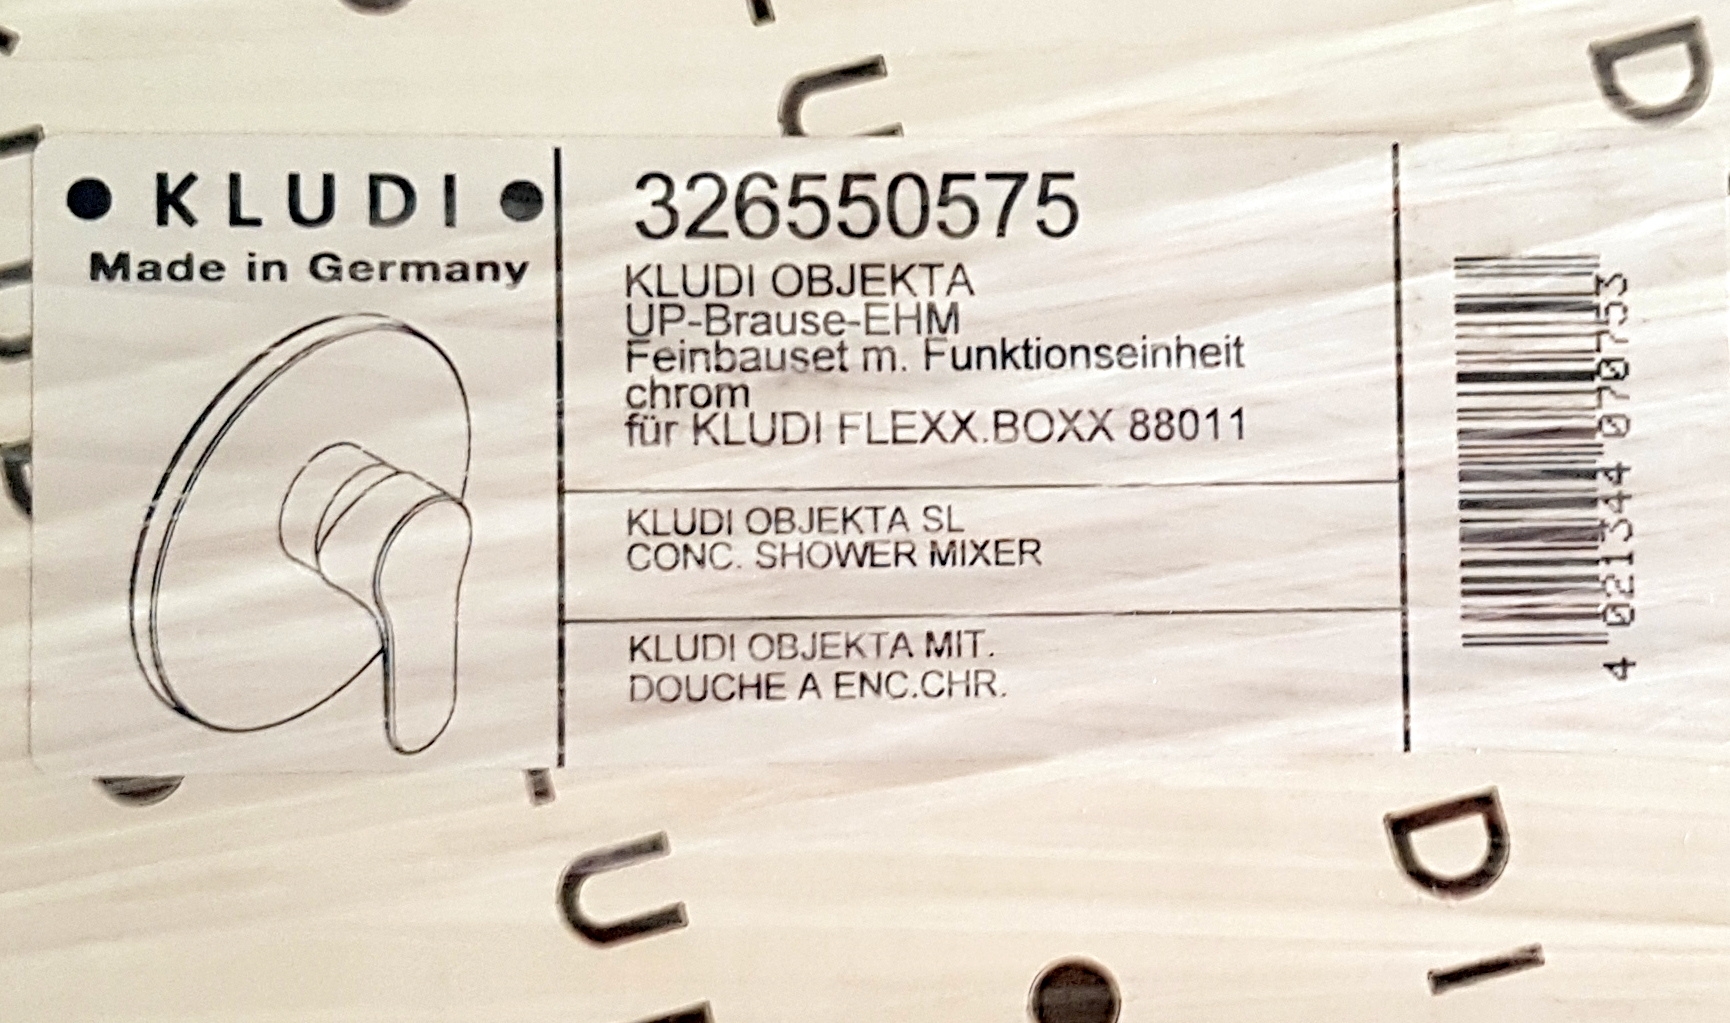 ● KLUDI ●
Made in Germany
326550575
KLUDI OBJEKTA
UP-Brause-EHM
Feinbauset m. Funktionseinheit
chrom
für KLUDI FLEXX.BOXX 88011
KLUDI OBJEKTA SL
CONC. SHOWER MIXER
KLUDI OBJEKTA MIT.
DOUCHE A ENC.CHR.
4 021344 070753
U
D
U
D I